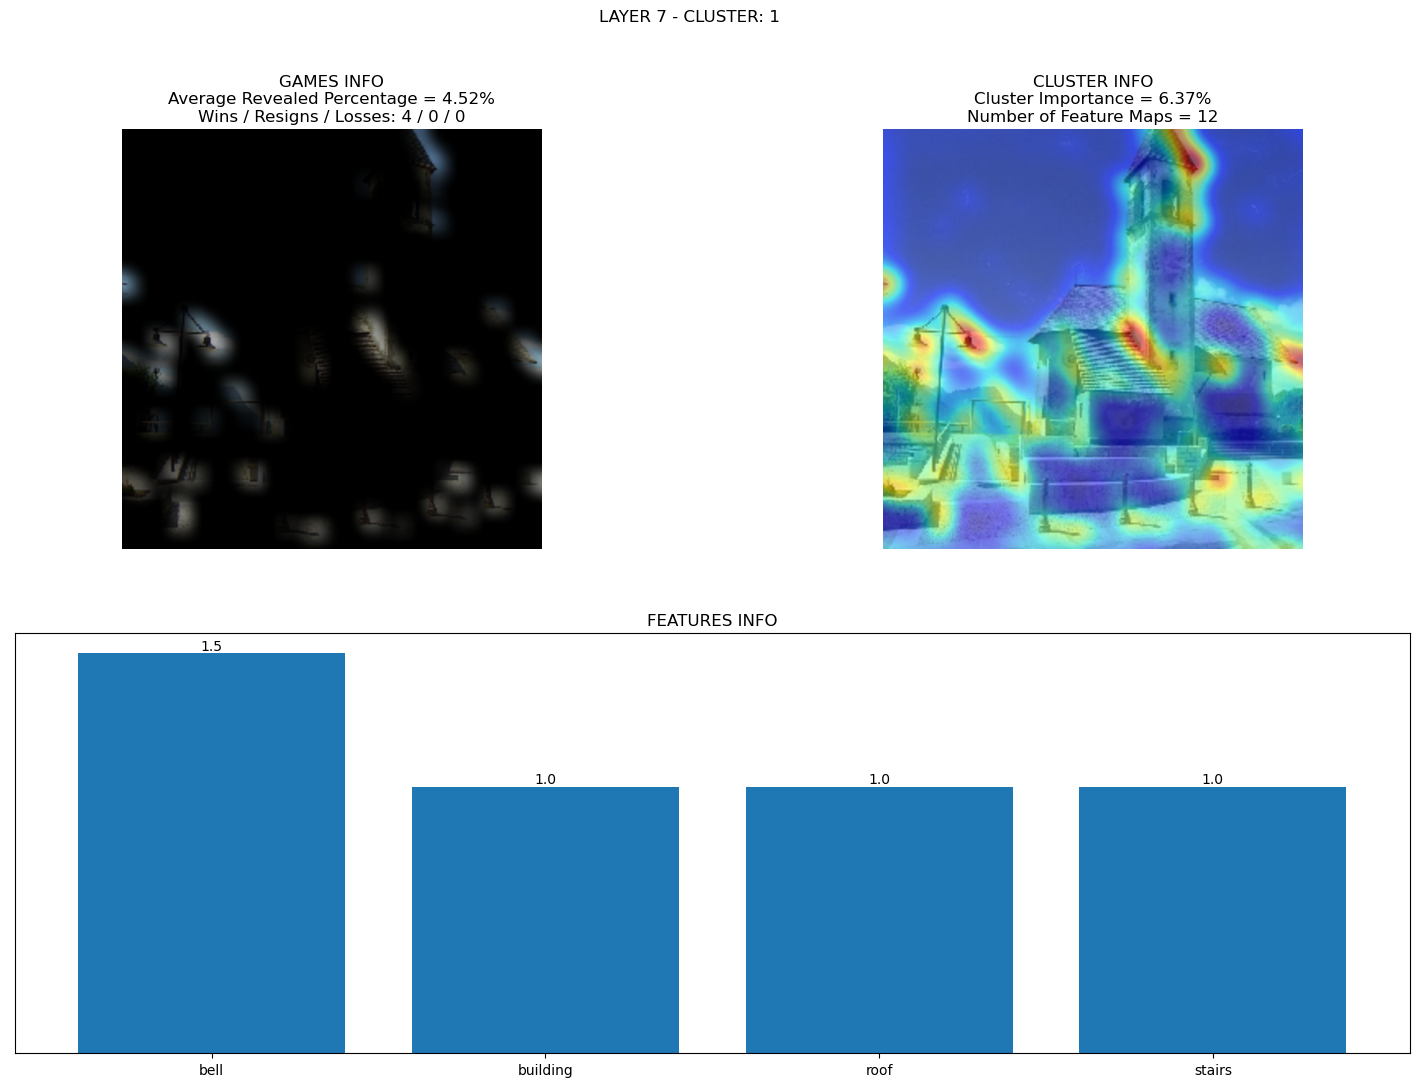 LAYER 7 - CLUSTER: 1
GAMES INFO
Average Revealed Percentage = 4.52%
Wins / Resigns / Losses: 4 / 0 / 0
CLUSTER INFO
Cluster Importance = 6.37%
Number of Feature Maps = 12
FEATURES INFO
1.5
1.0
1.0
1.0
bell
building
roof
stairs